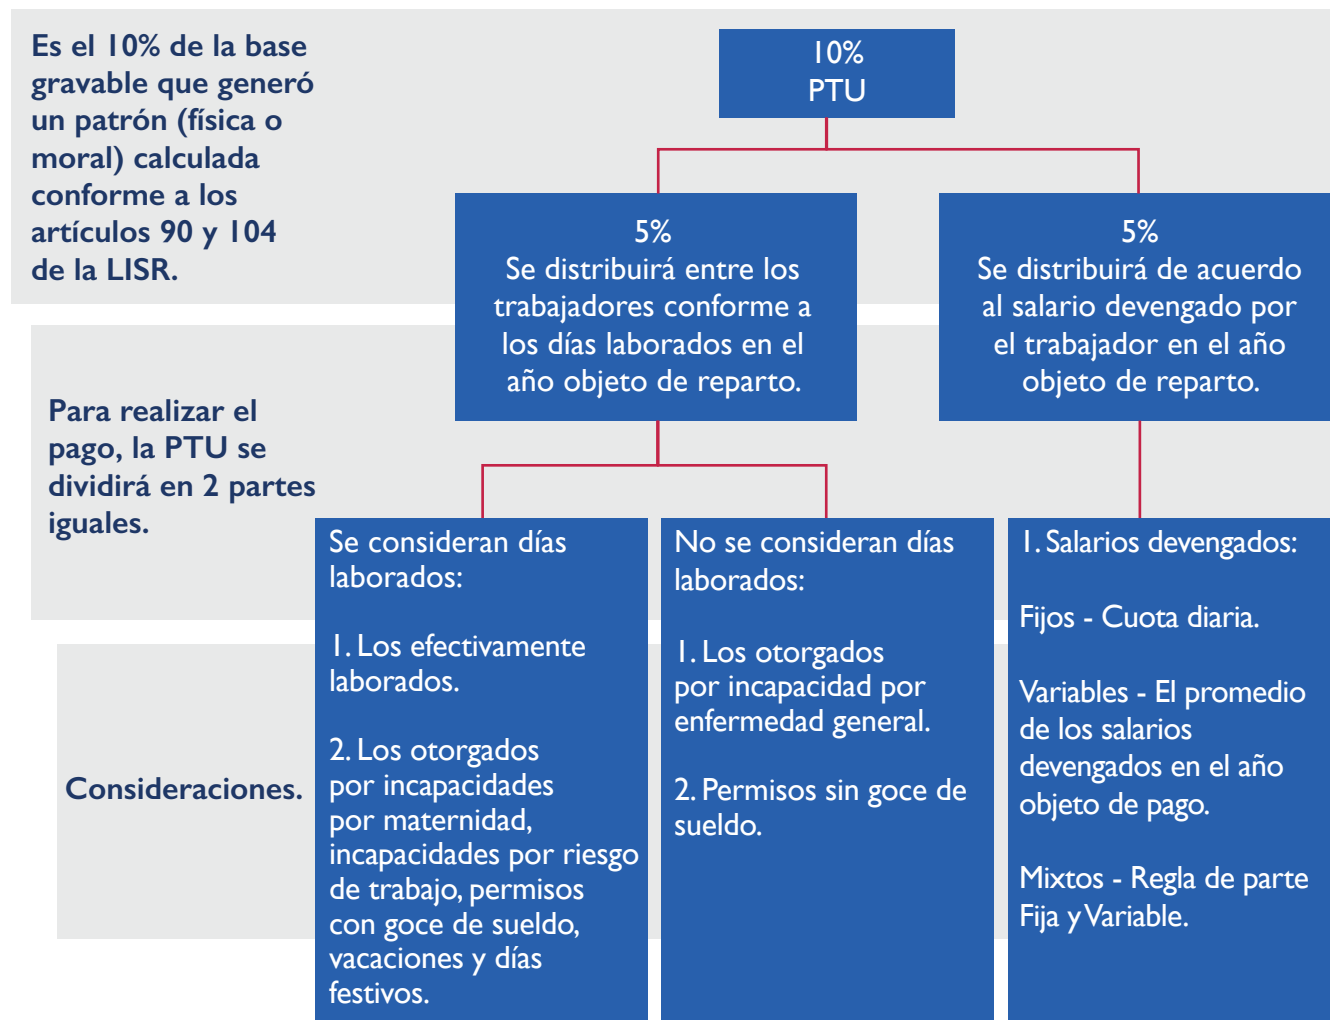 Es el 10% de la base
gravable que generó
un patrón (física o
moral) calculada
conforme a los
artículos 90 y 104
de la LISR.
10%
PTU
5%
Se distribuirá entre los
trabajadores conforme a
los días laborados en el
año objeto de reparto.
5%
Se distribuirá de acuerdo
al salario devengado por
el trabajador en el año
objeto de reparto.
Para realizar el
pago, la PTU se
dividirá en 2 partes
iguales.
Consideraciones.
Se consideran días
laborados:
1. Los efectivamente
laborados.
2. Los otorgados
por incapacidades
por maternidad,
incapacidades por riesgo
de trabajo, permisos
con goce de sueldo,
vacaciones y días
festivos.
No se consideran días
laborados:
1. Los otorgados
por incapacidad por
enfermedad general.
2. Permisos sin goce de
sueldo.
1. Salarios devengados:
Fijos - Cuota diaria.
Variables - El promedio
de los salarios
devengados en el año
objeto de pago.
Mixtos - Regla de parte
Fija y Variable.